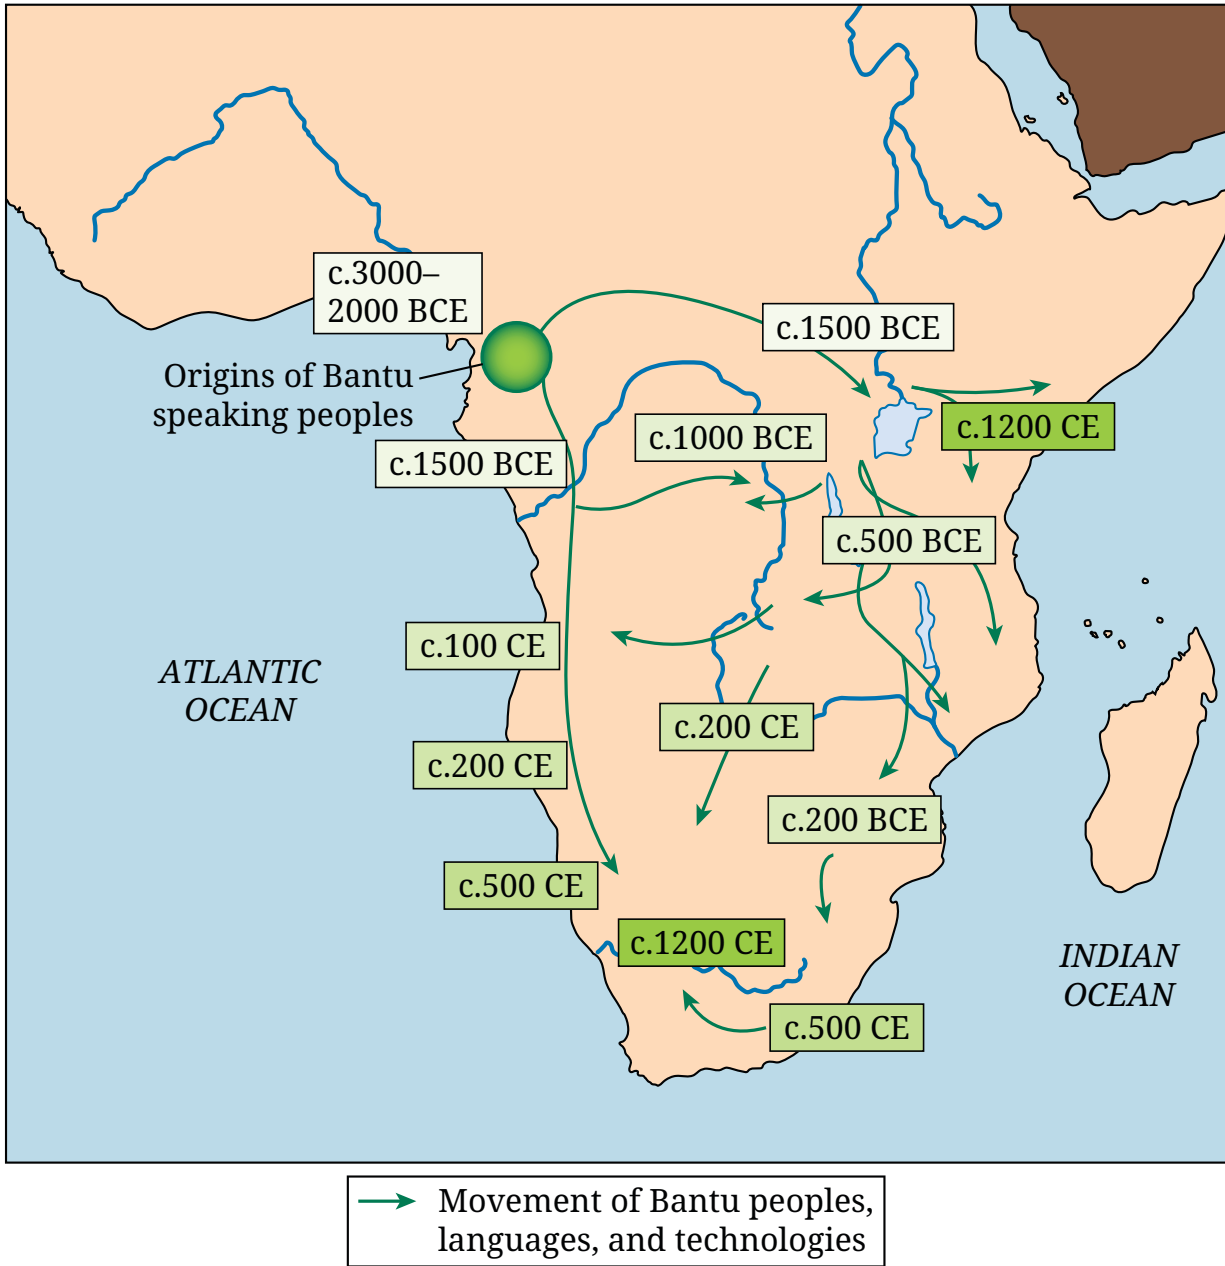 c.3000–
2000 BCE
c.1500 BCE
Origins of Bantu
speaking peoples
c.1200 CE
c.1000 BCE
c.1500 BCE
c.500 BCE
c.100 CE
ATLANTIC
OCEAN
c.200 CE
c.200 CE
c.200 BCE
c.500 CE
c.1200 CE
INDIAN
OCEAN
c.500 CE
Movement of Bantu peoples,
languages, and technologies